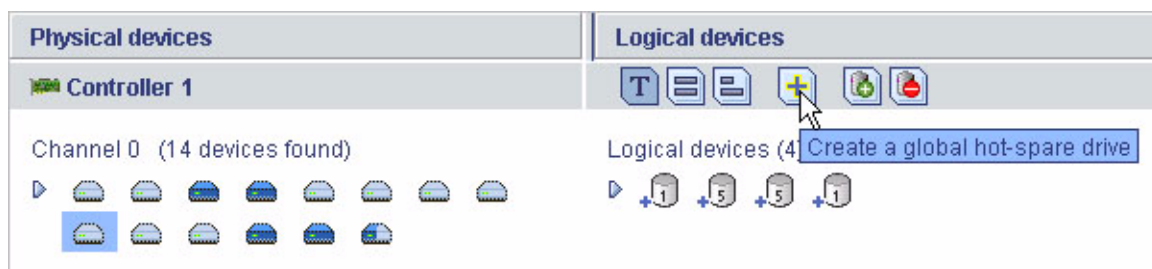 Physical devices
Logical devices
Controller 1
T
Channel 0 (14 devices found)
Logical devices (4)
Create a global hot-spare drive
1 5 5 1